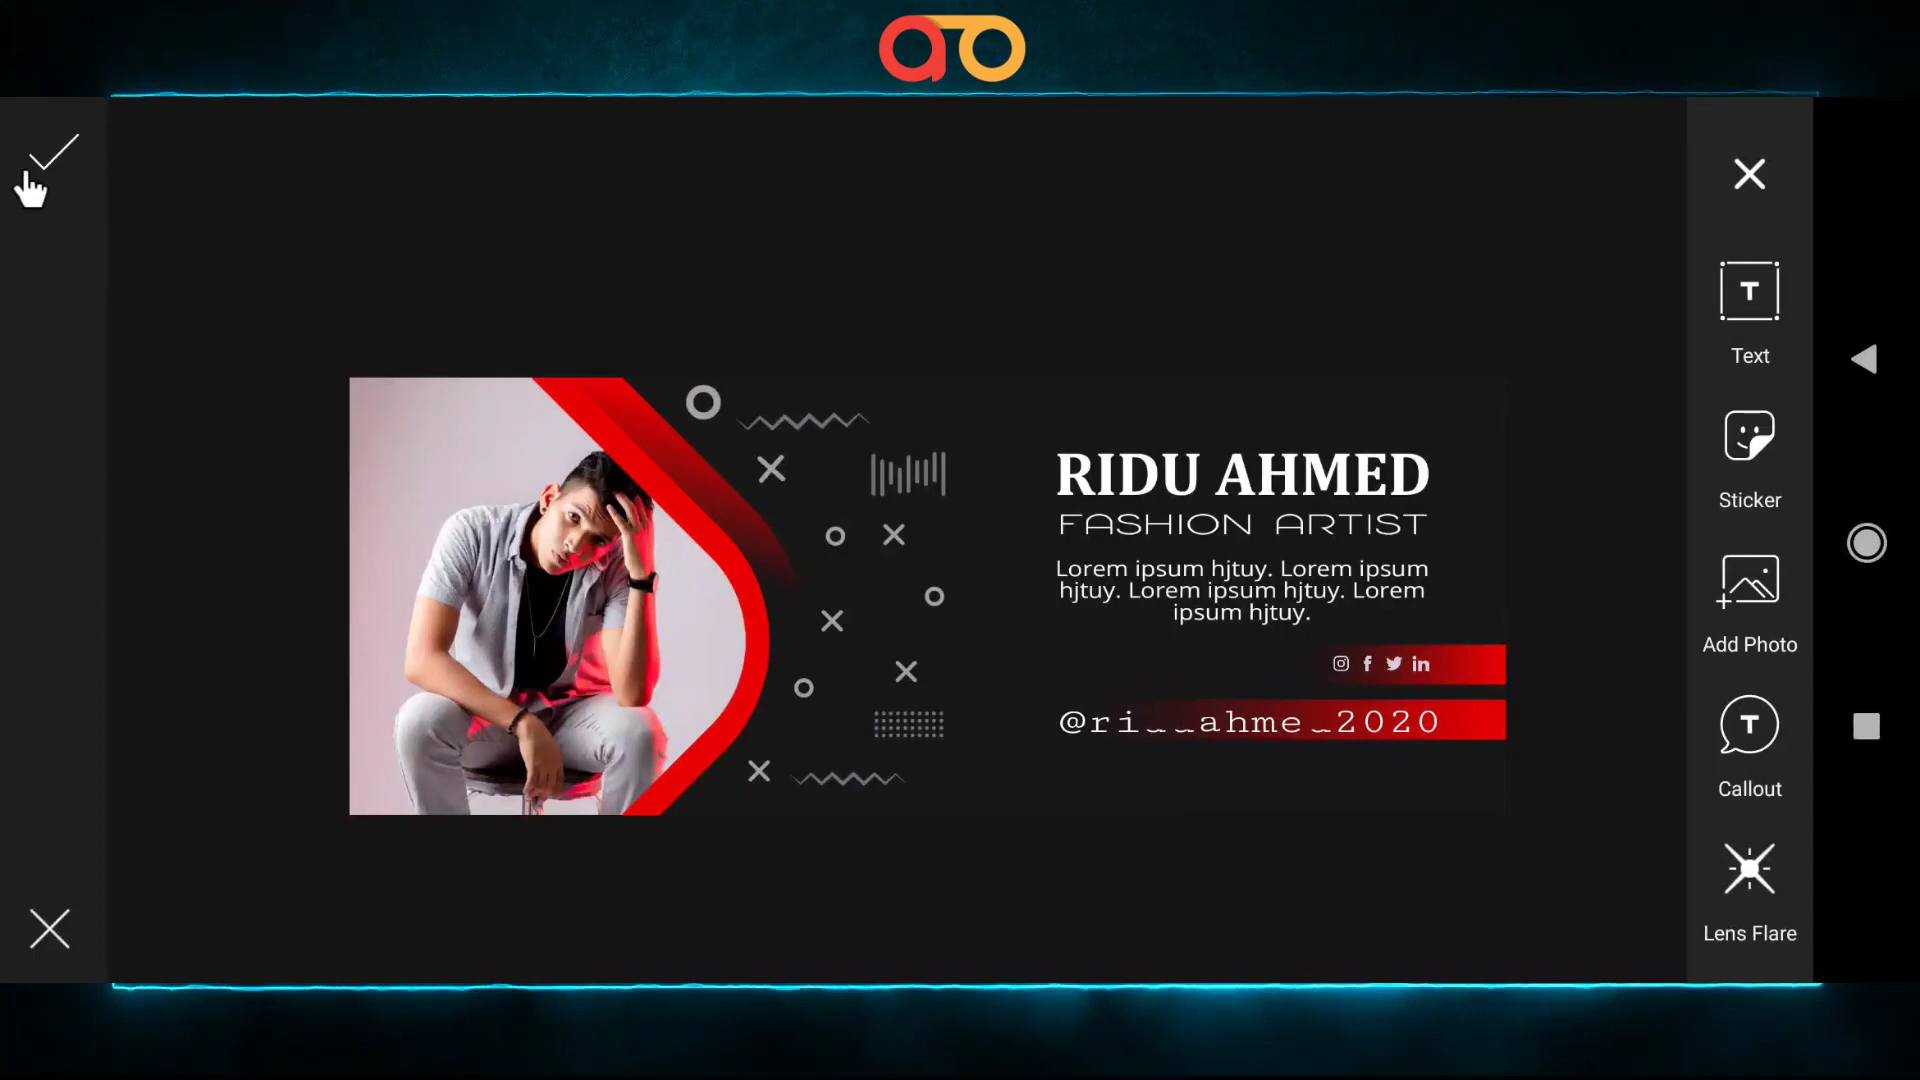 RIDU AHMED
FASHION ARTIST
Lorem ipsum hjtuy. Lorem ipsum
hjtuy. Lorem ipsum hjtuy. Lorem
ipsum hjtuy.
T
Text
Sticker
Add Photo
T
Callout
Lens Flare